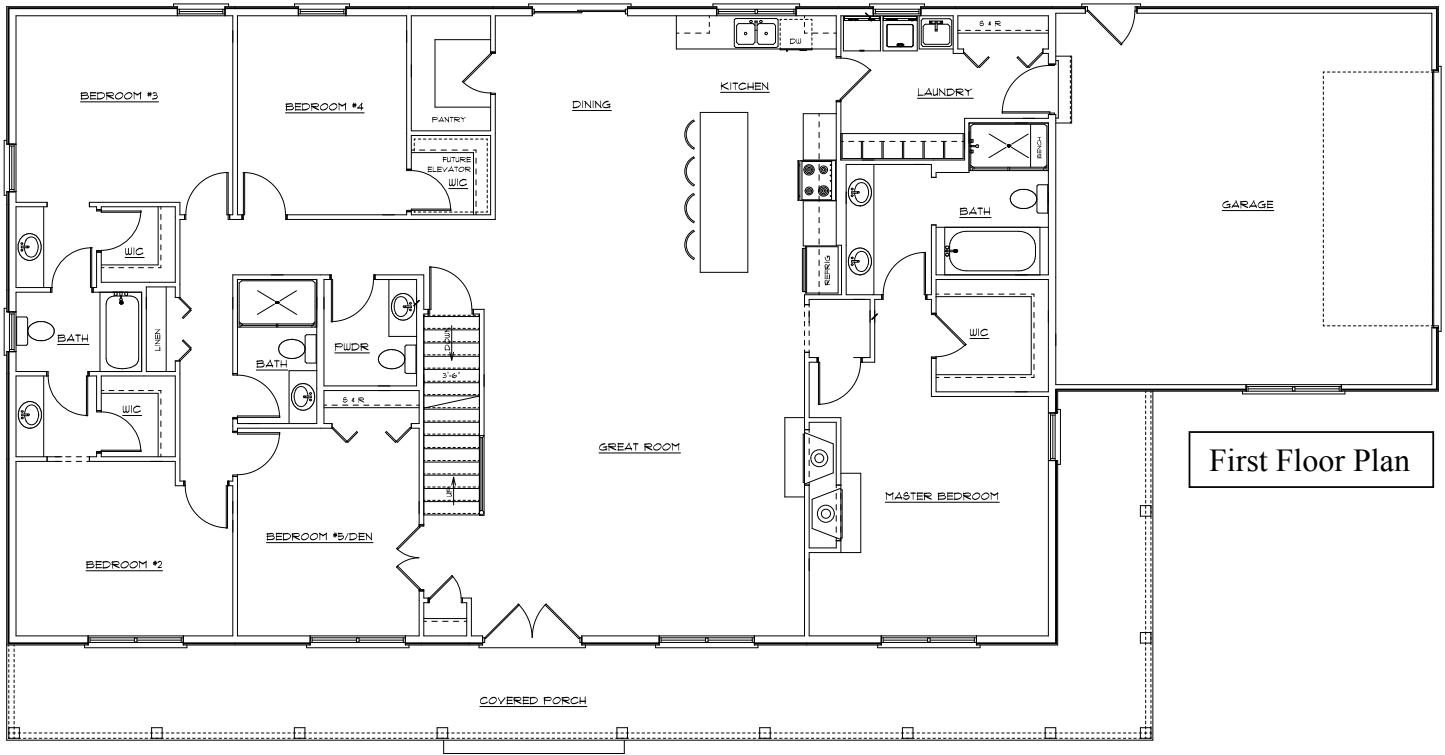 S & R
DW
BEDROOM #3
BEDROOM #4
DINING
KITCHEN
LAUNDRY
PANTRY
BENCH
FUTURE
ELEVATOR
WIC
GARAGE
BATH
WIC
REFRIG
LINEN
BATH
DOWN
PWDR
WIC
BATH
3'-6"
S & R
WIC
GREAT ROOM
First Floor Plan
UP
MASTER BEDROOM
BEDROOM #5/DEN
BEDROOM #2
COVERED PORCH